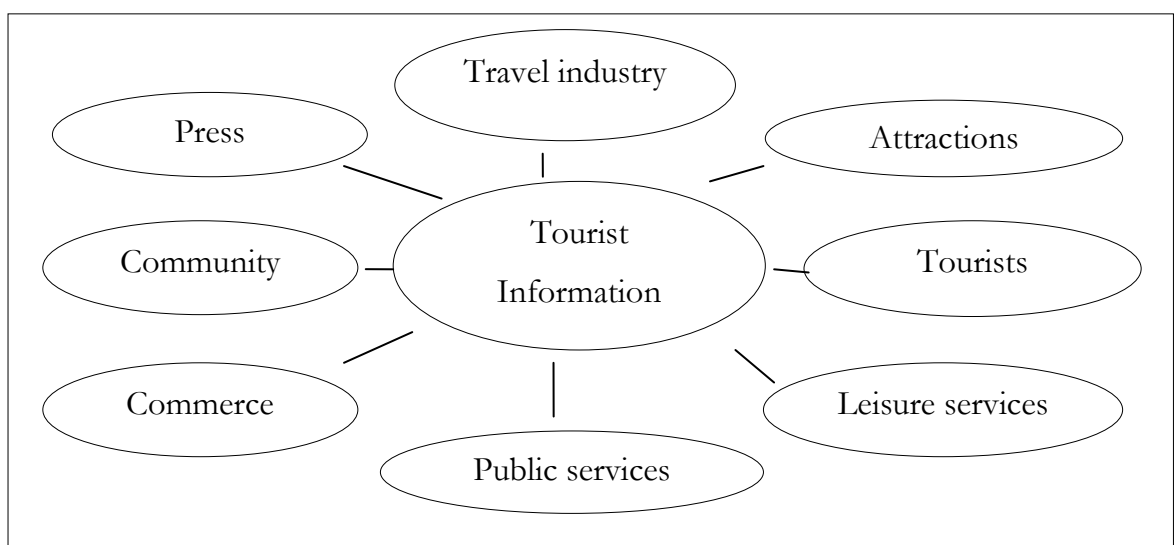 Travel industry
Press
Attractions
Tourist
Information
Community
Tourists
Commerce
Leisure services
Public services